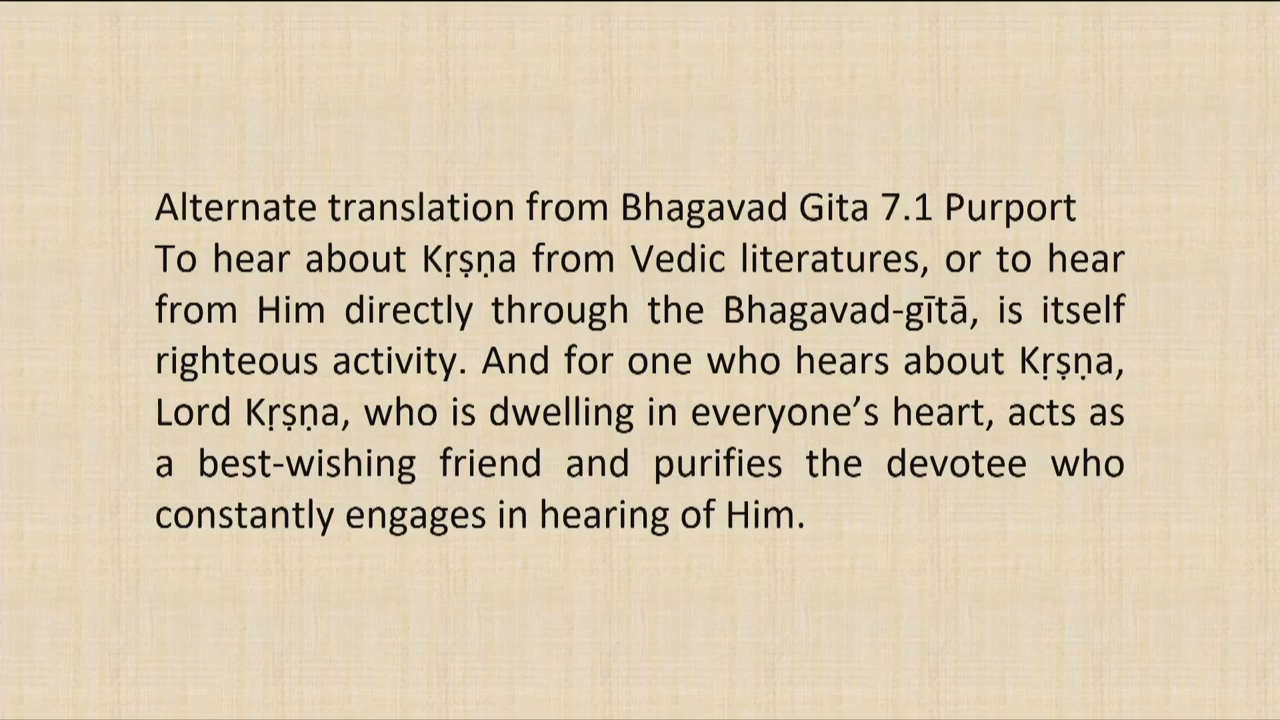 Alternate translation from Bhagavad Gita 7.1 Purport
To hear about Kṛṣṇa from Vedic literatures, or to hear
from Him directly through the Bhagavad-gītā, is itself
righteous activity. And for one who hears about Kṛṣṇa,
Lord Kṛṣṇa, who is dwelling in everyone’s heart, acts as
a best-wishing friend and purifies the devotee who
constantly engages in hearing of Him.